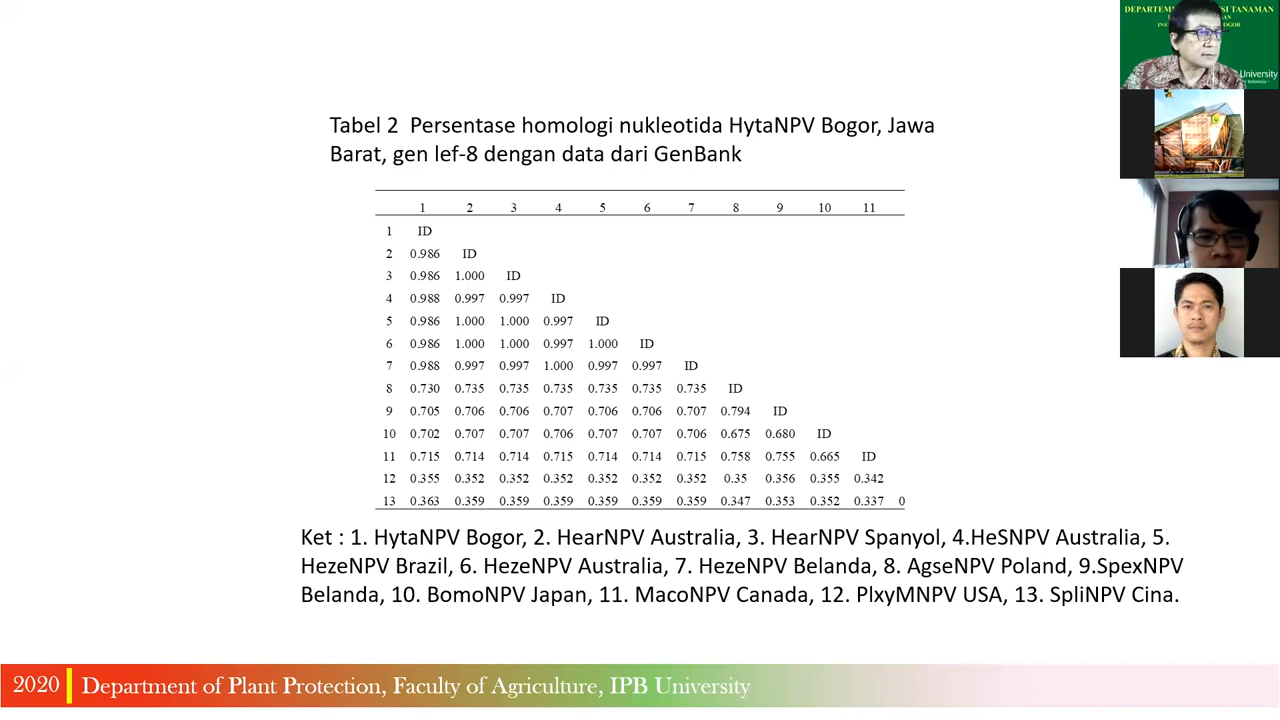 DEPARTEM SI TANAMAN
GAN
INS OGOR
University
Indonesia
Tabel 2 Persentase homologi nukleotida HytaNPV Bogor, Jawa
Barat, gen lef-8 dengan data dari GenBank
1 2 3 4 5 6 7 8 9 10 11
1 ID
2 0.986 ID
3 0.986 1.000 ID
4 0.988 0.997 0.997 ID
5 0.986 1.000 1.000 0.997 ID
6 0.986 1.000 1.000 0.997 1.000 ID
7 0.988 0.997 0.997 1.000 0.997 0.997 ID
8 0.730 0.735 0.735 0.735 0.735 0.735 0.735 ID
9 0.705 0.706 0.706 0.707 0.706 0.706 0.707 0.794 ID
10 0.702 0.707 0.707 0.706 0.707 0.707 0.706 0.675 0.680 ID
11 0.715 0.714 0.714 0.715 0.714 0.714 0.715 0.758 0.755 0.665 ID
12 0.355 0.352 0.352 0.352 0.352 0.352 0.352 0.35 0.356 0.355 0.342
13 0.363 0.359 0.359 0.359 0.359 0.359 0.359 0.347 0.353 0.352 0.337 0
Ket : 1. HytaNPV Bogor, 2. HearNPV Australia, 3. HearNPV Spanyol, 4.HeSNPV Australia, 5.
HezeNPV Brazil, 6. HezeNPV Australia, 7. HezeNPV Belanda, 8. AgseNPV Poland, 9.SpexNPV
Belanda, 10. BomoNPV Japan, 11. MacoNPV Canada, 12. PlxyMNPV USA, 13. SpliNPV Cina.
2020 Department of Plant Protection, Faculty of Agriculture, IPB University